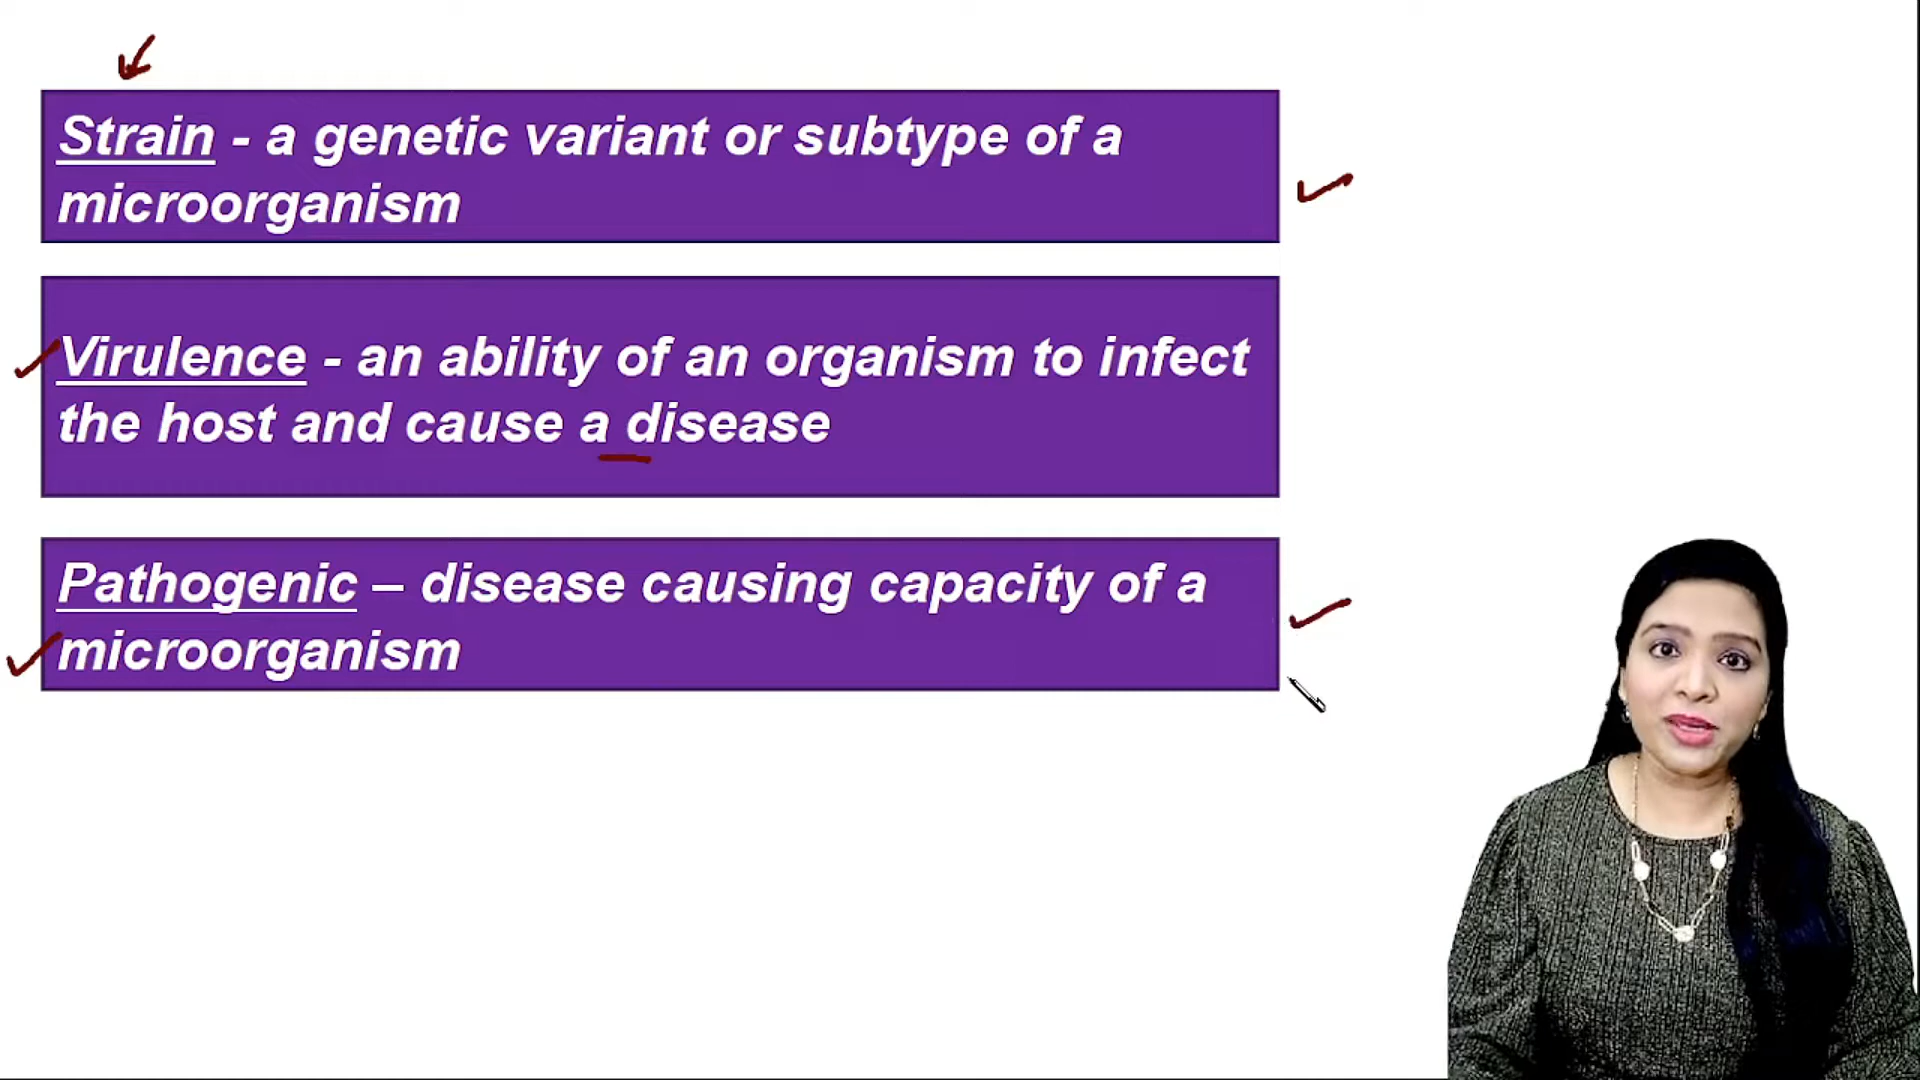 Strain - a genetic variant or subtype of a
microorganism
Virulence - an ability of an organism to infect
the host and cause a disease
Pathogenic – disease causing capacity of a
microorganism